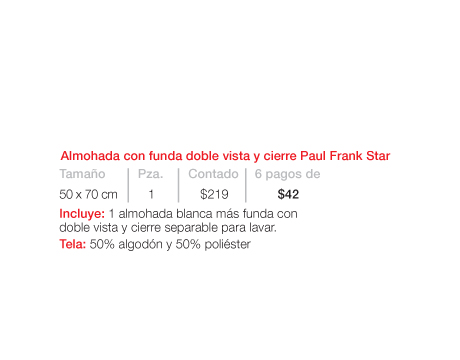 Almohada con funda doble vista y cierre Paul Frank Star
Tamaño Pza. Contado 6 pagos de
50 x 70 cm 1 $219 $42
Incluye: 1 almohada blanca más funda con
doble vista y cierre separable para lavar.
Tela: 50% algodón y 50% poliéster